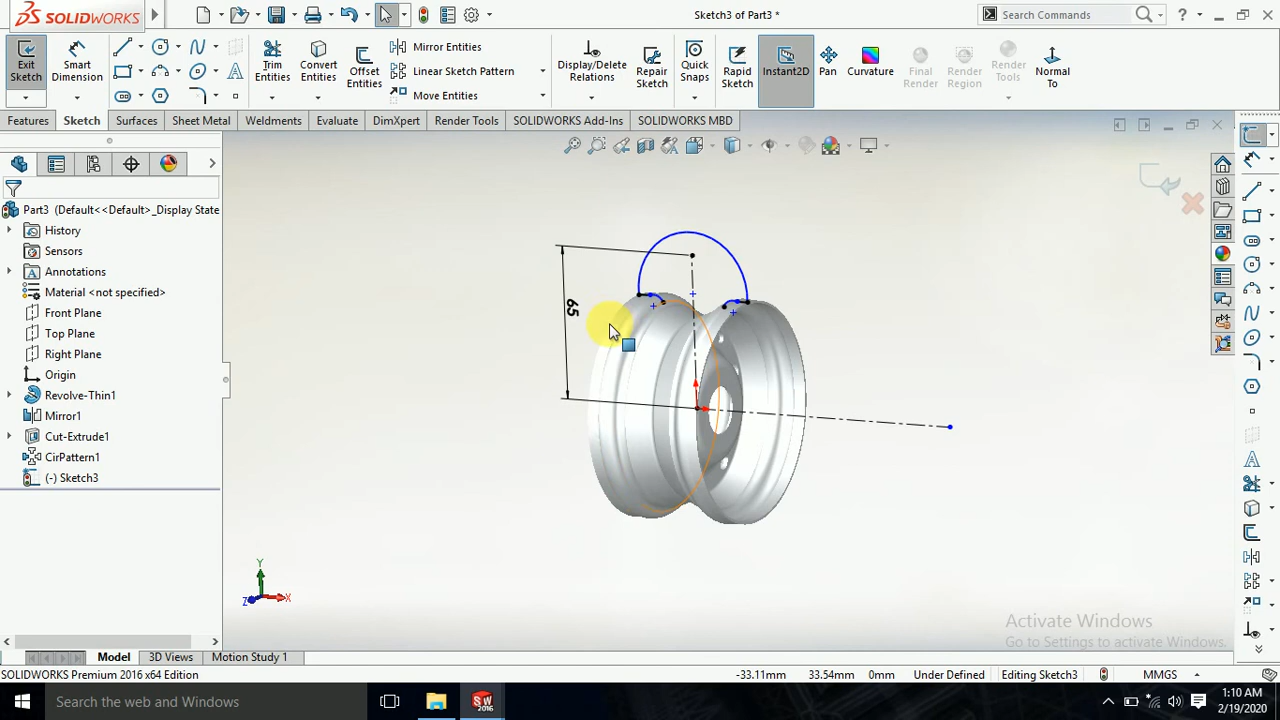 SOLIDWORKS
Sketch3 of Part3 *
Search Commands
Exit Sketch
Smart Dimension
Trim Entities
Convert Entities
Offset Entities
Mirror Entities
Linear Sketch Pattern
Move Entities
Display/Delete Relations
Repair Sketch
Quick Snaps
Rapid Sketch
Instant2D
Pan
Curvature
Final Render
Render Region
Render Tools
Normal To
Features
Sketch
Surfaces
Sheet Metal
Weldments
Evaluate
DimXpert
Render Tools
SOLIDWORKS Add-Ins
SOLIDWORKS MBD
Part3 (Default<<Default>_Display State
History
Sensors
Annotations
Material <not specified>
Front Plane
Top Plane
Right Plane
Origin
Revolve-Thin1
Mirror1
Cut-Extrude1
CirPattern1
(-) Sketch3
65
Y
Z
X
Activate Windows
Go to Settings to activate Windows.
Model
3D Views
Motion Study 1
SOLIDWORKS Premium 2016 x64 Edition
-33.11mm
33.54mm
0mm
Under Defined
Editing Sketch3
MMGS
Search the web and Windows
SW
2016
1:10 AM
2/19/2020